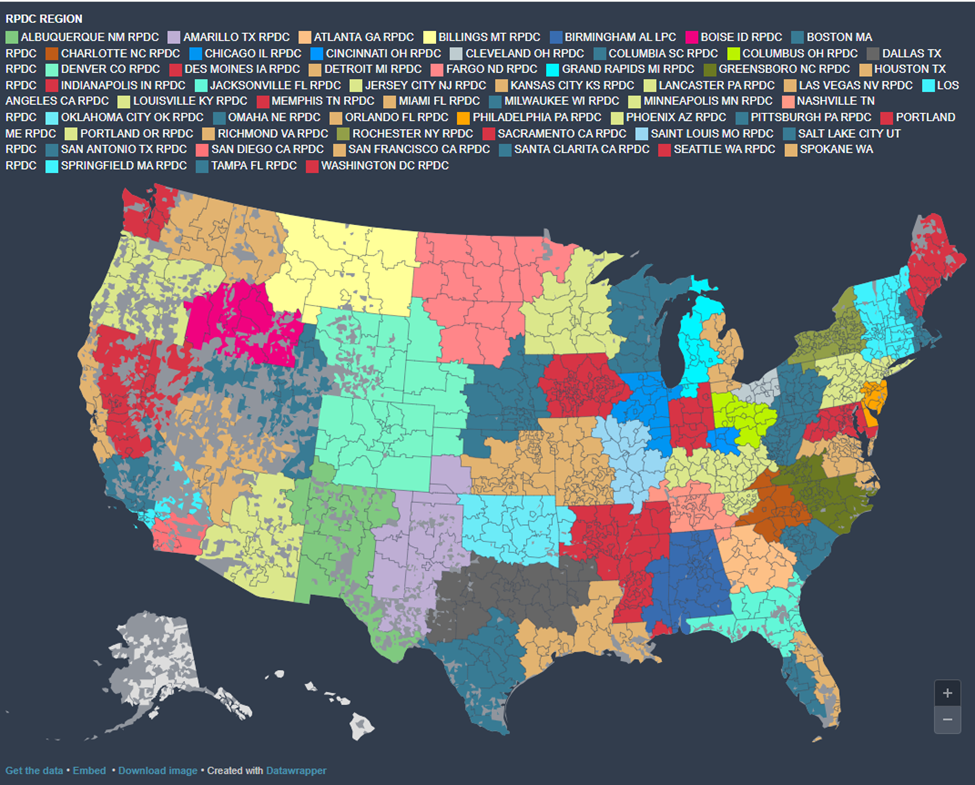 RPDC REGION
ALBUQUERQUE NM RPDC AMARILLO TX RPDC ATLANTA GA RPDC BILLINGS MT RPDC BIRMINGHAM AL LPC BOISE ID RPDC BOSTON MA
RPDC CHARLOTTE NC RPDC CHICAGO IL RPDC CINCINNATI OH RPDC CLEVELAND OH RPDC COLUMBIA SC RPDC COLUMBUS OH RPDC DALLAS TX
RPDC DENVER CO RPDC DES MOINES IA RPDC DETROIT MI RPDC FARGO ND RPDC GRAND RAPIDS MI RPDC GREENSBORO NC RPDC HOUSTON TX
RPDC INDIANAPOLIS IN RPDC JACKSONVILLE FL RPDC JERSEY CITY NJ RPDC KANSAS CITY KS RPDC LANCASTER PA RPDC LAS VEGAS NV RPDC LOS
ANGELES CA RPDC LOUISVILLE KY RPDC MEMPHIS TN RPDC MIAMI FL RPDC MILWAUKEE WI RPDC MINNEAPOLIS MN RPDC NASHVILLE TN
RPDC OKLAHOMA CITY OK RPDC OMAHA NE RPDC ORLANDO FL RPDC PHILADELPHIA PA RPDC PHOENIX AZ RPDC PITTSBURGH PA RPDC PORTLAND
ME RPDC PORTLAND OR RPDC RICHMOND VA RPDC ROCHESTER NY RPDC SACRAMENTO CA RPDC SAINT LOUIS MO RPDC SALT LAKE CITY UT
RPDC SAN ANTONIO TX RPDC SAN DIEGO CA RPDC SAN FRANCISCO CA RPDC SANTA CLARITA CA RPDC SEATTLE WA RPDC SPOKANE WA
RPDC SPRINGFIELD MA RPDC TAMPA FL RPDC WASHINGTON DC RPDC
+
−
Get the data • Embed • Download image • Created with Datawrapper